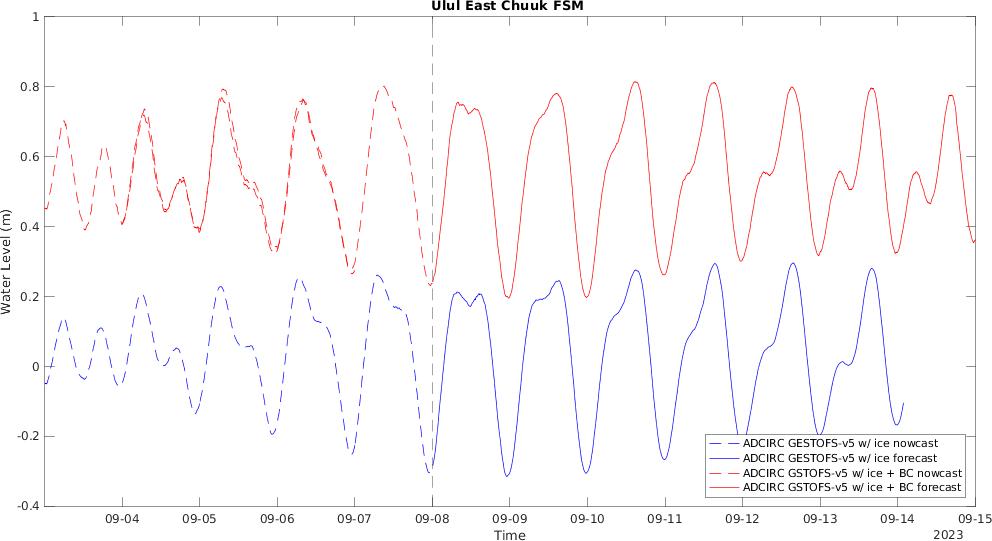 Ulul East Chuuk FSM
1
0.8
0.6
0.4
0.2
0
-0.2
-0.4
Water Level (m)
ADCIRC GESTOFS-v5 w/ ice nowcast
ADCIRC GESTOFS-v5 w/ ice forecast
ADCIRC GSTOFS-v5 w/ ice + BC nowcast
ADCIRC GSTOFS-v5 w/ ice + BC forecast
09-04 09-05 09-06 09-07 09-08 09-09 09-10 09-11 09-12 09-13 09-14 09-15
Time
2023